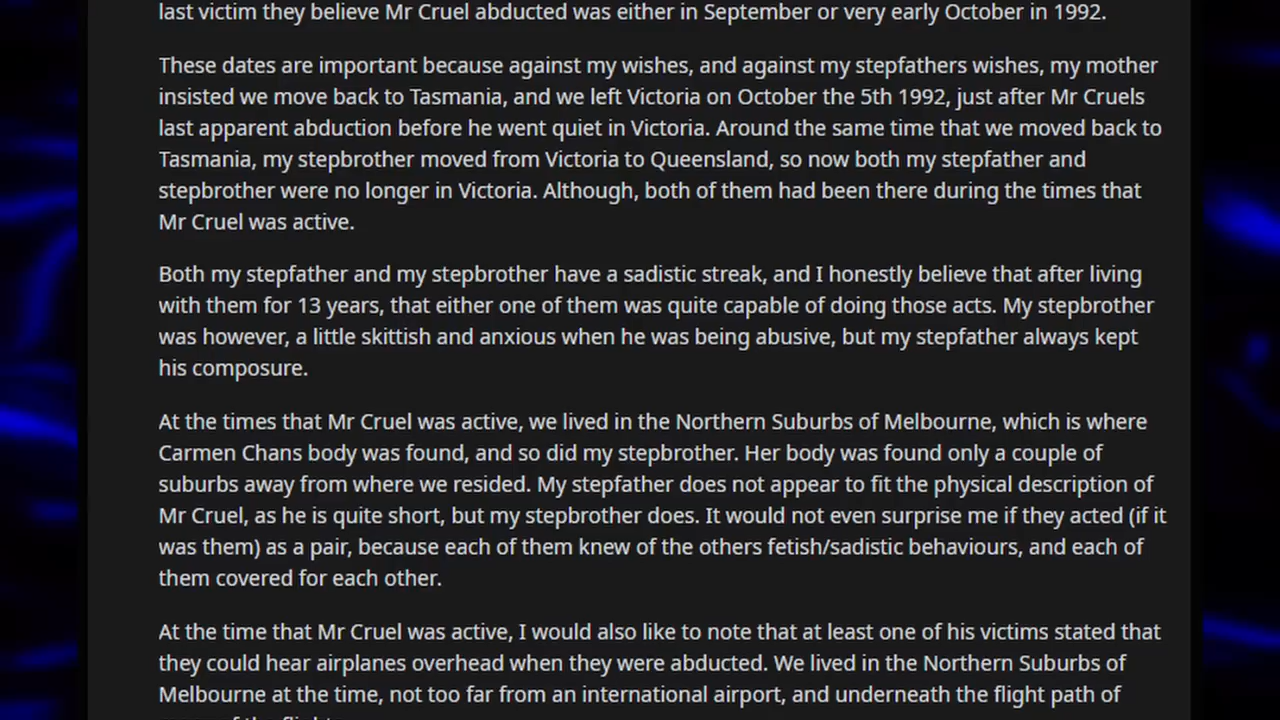 last victim they believe Mr Cruel abducted was either in September or very early October in 1992.
These dates are important because against my wishes, and against my stepfathers wishes, my mother
insisted we move back to Tasmania, and we left Victoria on October the 5th 1992, just after Mr Cruels
last apparent abduction before he went quiet in Victoria. Around the same time that we moved back to
Tasmania, my stepbrother moved from Victoria to Queensland, so now both my stepfather and
stepbrother were no longer in Victoria. Although, both of them had been there during the times that
Mr Cruel was active.
Both my stepfather and my stepbrother have a sadistic streak, and I honestly believe that after living
with them for 13 years, that either one of them was quite capable of doing those acts. My stepbrother
was however, a little skittish and anxious when he was being abusive, but my stepfather always kept
his composure.
At the times that Mr Cruel was active, we lived in the Northern Suburbs of Melbourne, which is where
Carmen Chans body was found, and so did my stepbrother. Her body was found only a couple of
suburbs away from where we resided. My stepfather does not appear to fit the physical description of
Mr Cruel, as he is quite short, but my stepbrother does. It would not even surprise me if they acted (if it
was them) as a pair, because each of them knew of the others fetish/sadistic behaviours, and each of
them covered for each other.
At the time that Mr Cruel was active, I would also like to note that at least one of his victims stated that
they could hear airplanes overhead when they were abducted. We lived in the Northern Suburbs of
Melbourne at the time, not too far from an international airport, and underneath the flight path of